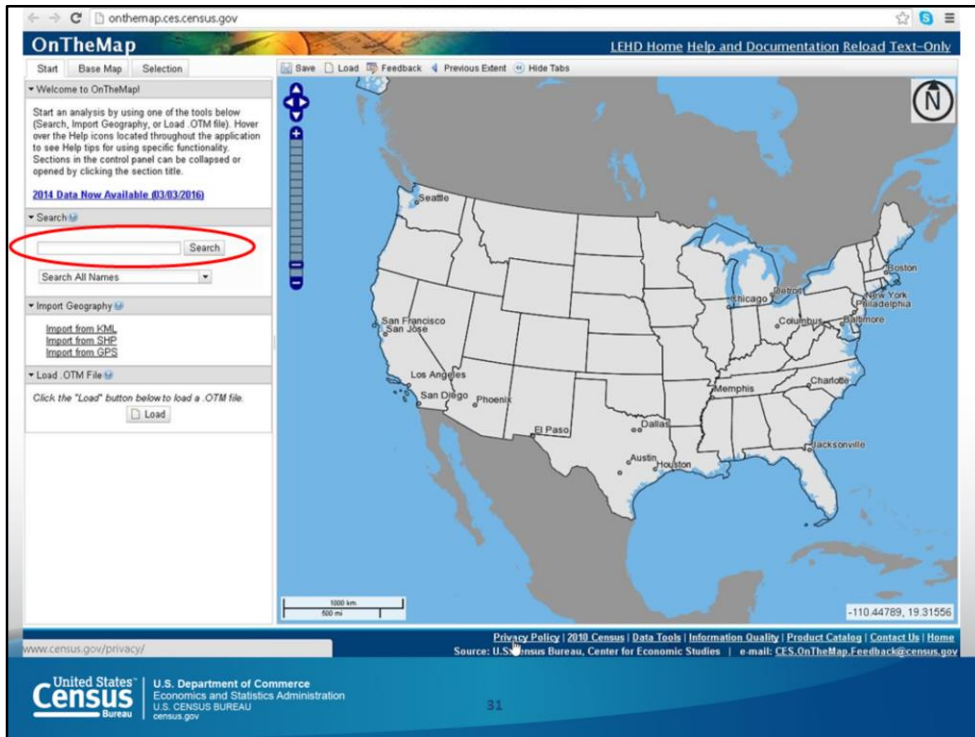 onthemap.ces.census.gov
OnTheMap
LEHD Home Help and Documentation Reload Text-Only
Start Base Map Selection
Save Load Feedback Previous Extent Hide Tabs
Welcome to OnTheMap!
Start an analysis by using one of the tools below
(Search, Import Geography, or Load .OTM file). Hover
over the Help icons located throughout the application
to see Help tips for using specific functionality.
Sections in the control panel can be collapsed or
opened by clicking the section title.
2014 Data Now Available (03/03/2016)
Search
Search
Search All Names
Import Geography
Import from KML
Import from SHP
Import from GPS
Load .OTM File
Click the "Load" button below to load a .OTM file.
Load
N
Seattle
Boston
Detroit
Chicago
New York
Philadelphia
San Francisco
San Jose
Columbus
Baltimore
Los Angeles
Memphis
Charlotte
San Diego
Phoenix
El Paso
Dallas
Jacksonville
Austin
Houston
1000 km
500 mi
-110.44789, 19.31556
Privacy Policy | 2010 Census | Data Tools | Information Quality | Product Catalog | Contact Us | Home
www.census.gov/privacy/
Source: U.S. Census Bureau, Center for Economic Studies | e-mail: CES.OnTheMap.Feedback@census.gov
United States™
Census
Bureau
U.S. Department of Commerce
Economics and Statistics Administration
U.S. CENSUS BUREAU
census.gov
31